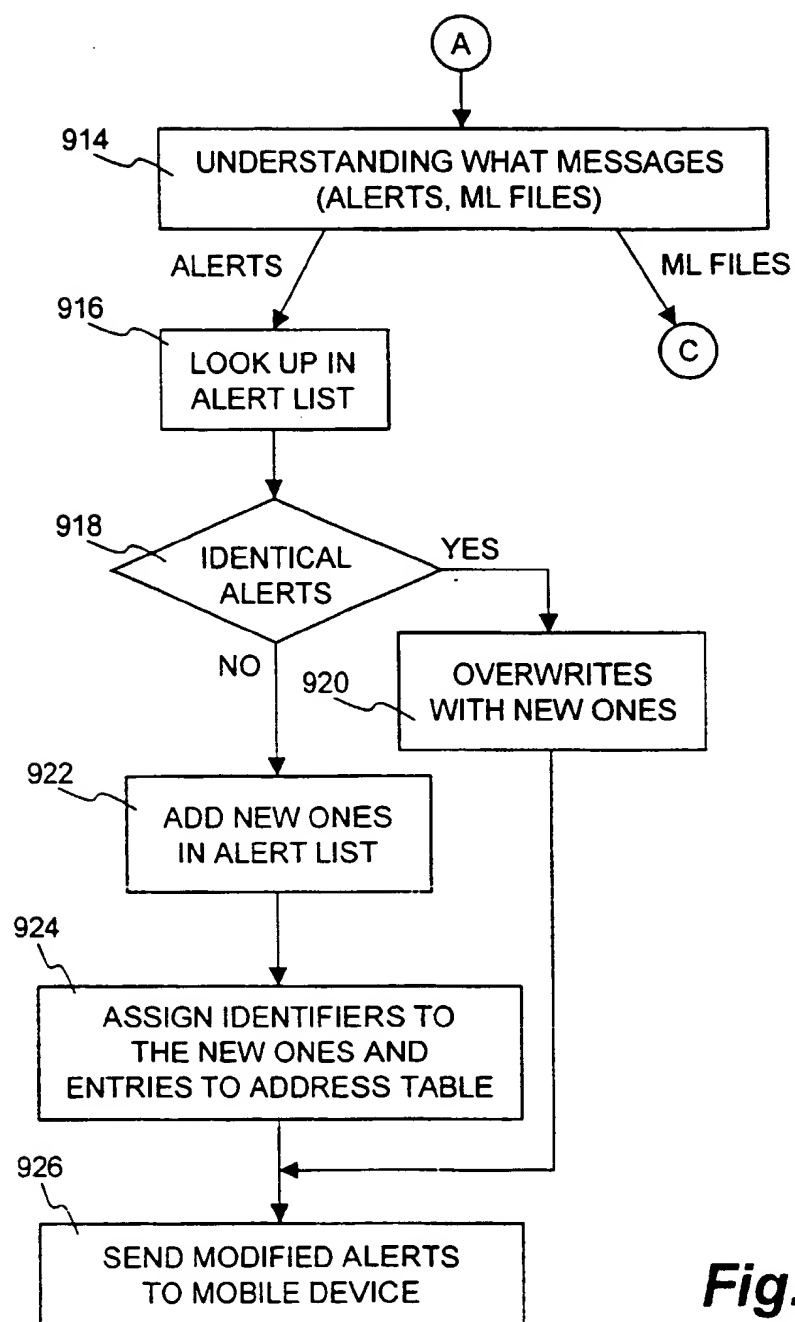 A
914
UNDERSTANDING WHAT MESSAGES
(ALERTS, ML FILES)
ALERTS
ML FILES
916
LOOK UP IN
ALERT LIST
C
918
IDENTICAL
ALERTS
YES
NO
920
OVERWRITES
WITH NEW ONES
922
ADD NEW ONES
IN ALERT LIST
924
ASSIGN IDENTIFIERS TO
THE NEW ONES AND
ENTRIES TO ADDRESS TABLE
926
SEND MODIFIED ALERTS
TO MOBILE DEVICE
Fig.